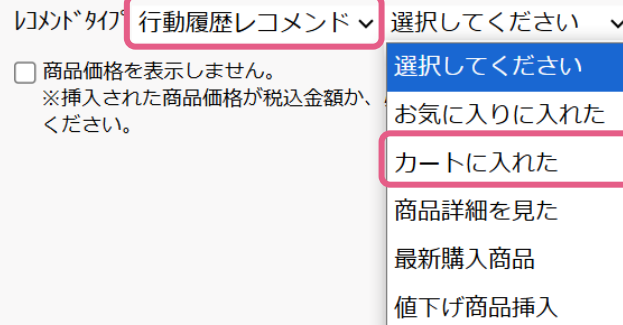 ﾚｺﾒﾝﾄﾞﾀｲﾌﾟ 行動履歴レコメンド 選択してください
選択してください
商品価格を表示しません。
※挿入された商品価格が税込金額か、
ください。
お気に入りに入れた
カートに入れた
商品詳細を見た
最新購入商品
値下げ商品挿入